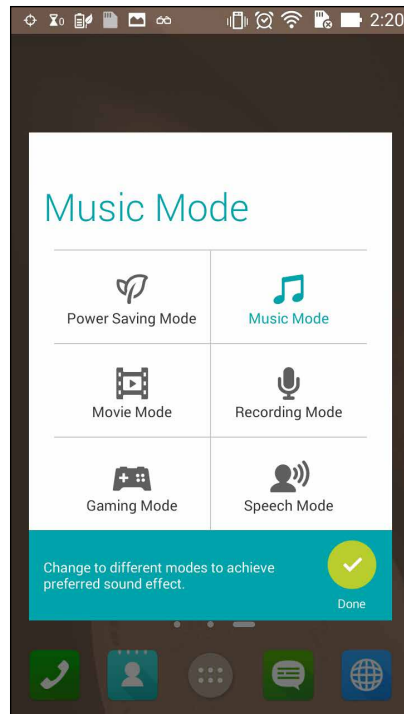 2:20
Music Mode
Power Saving Mode
Music Mode
Movie Mode
Recording Mode
Gaming Mode
Speech Mode
Change to different modes to achieve
preferred sound effect.
Done